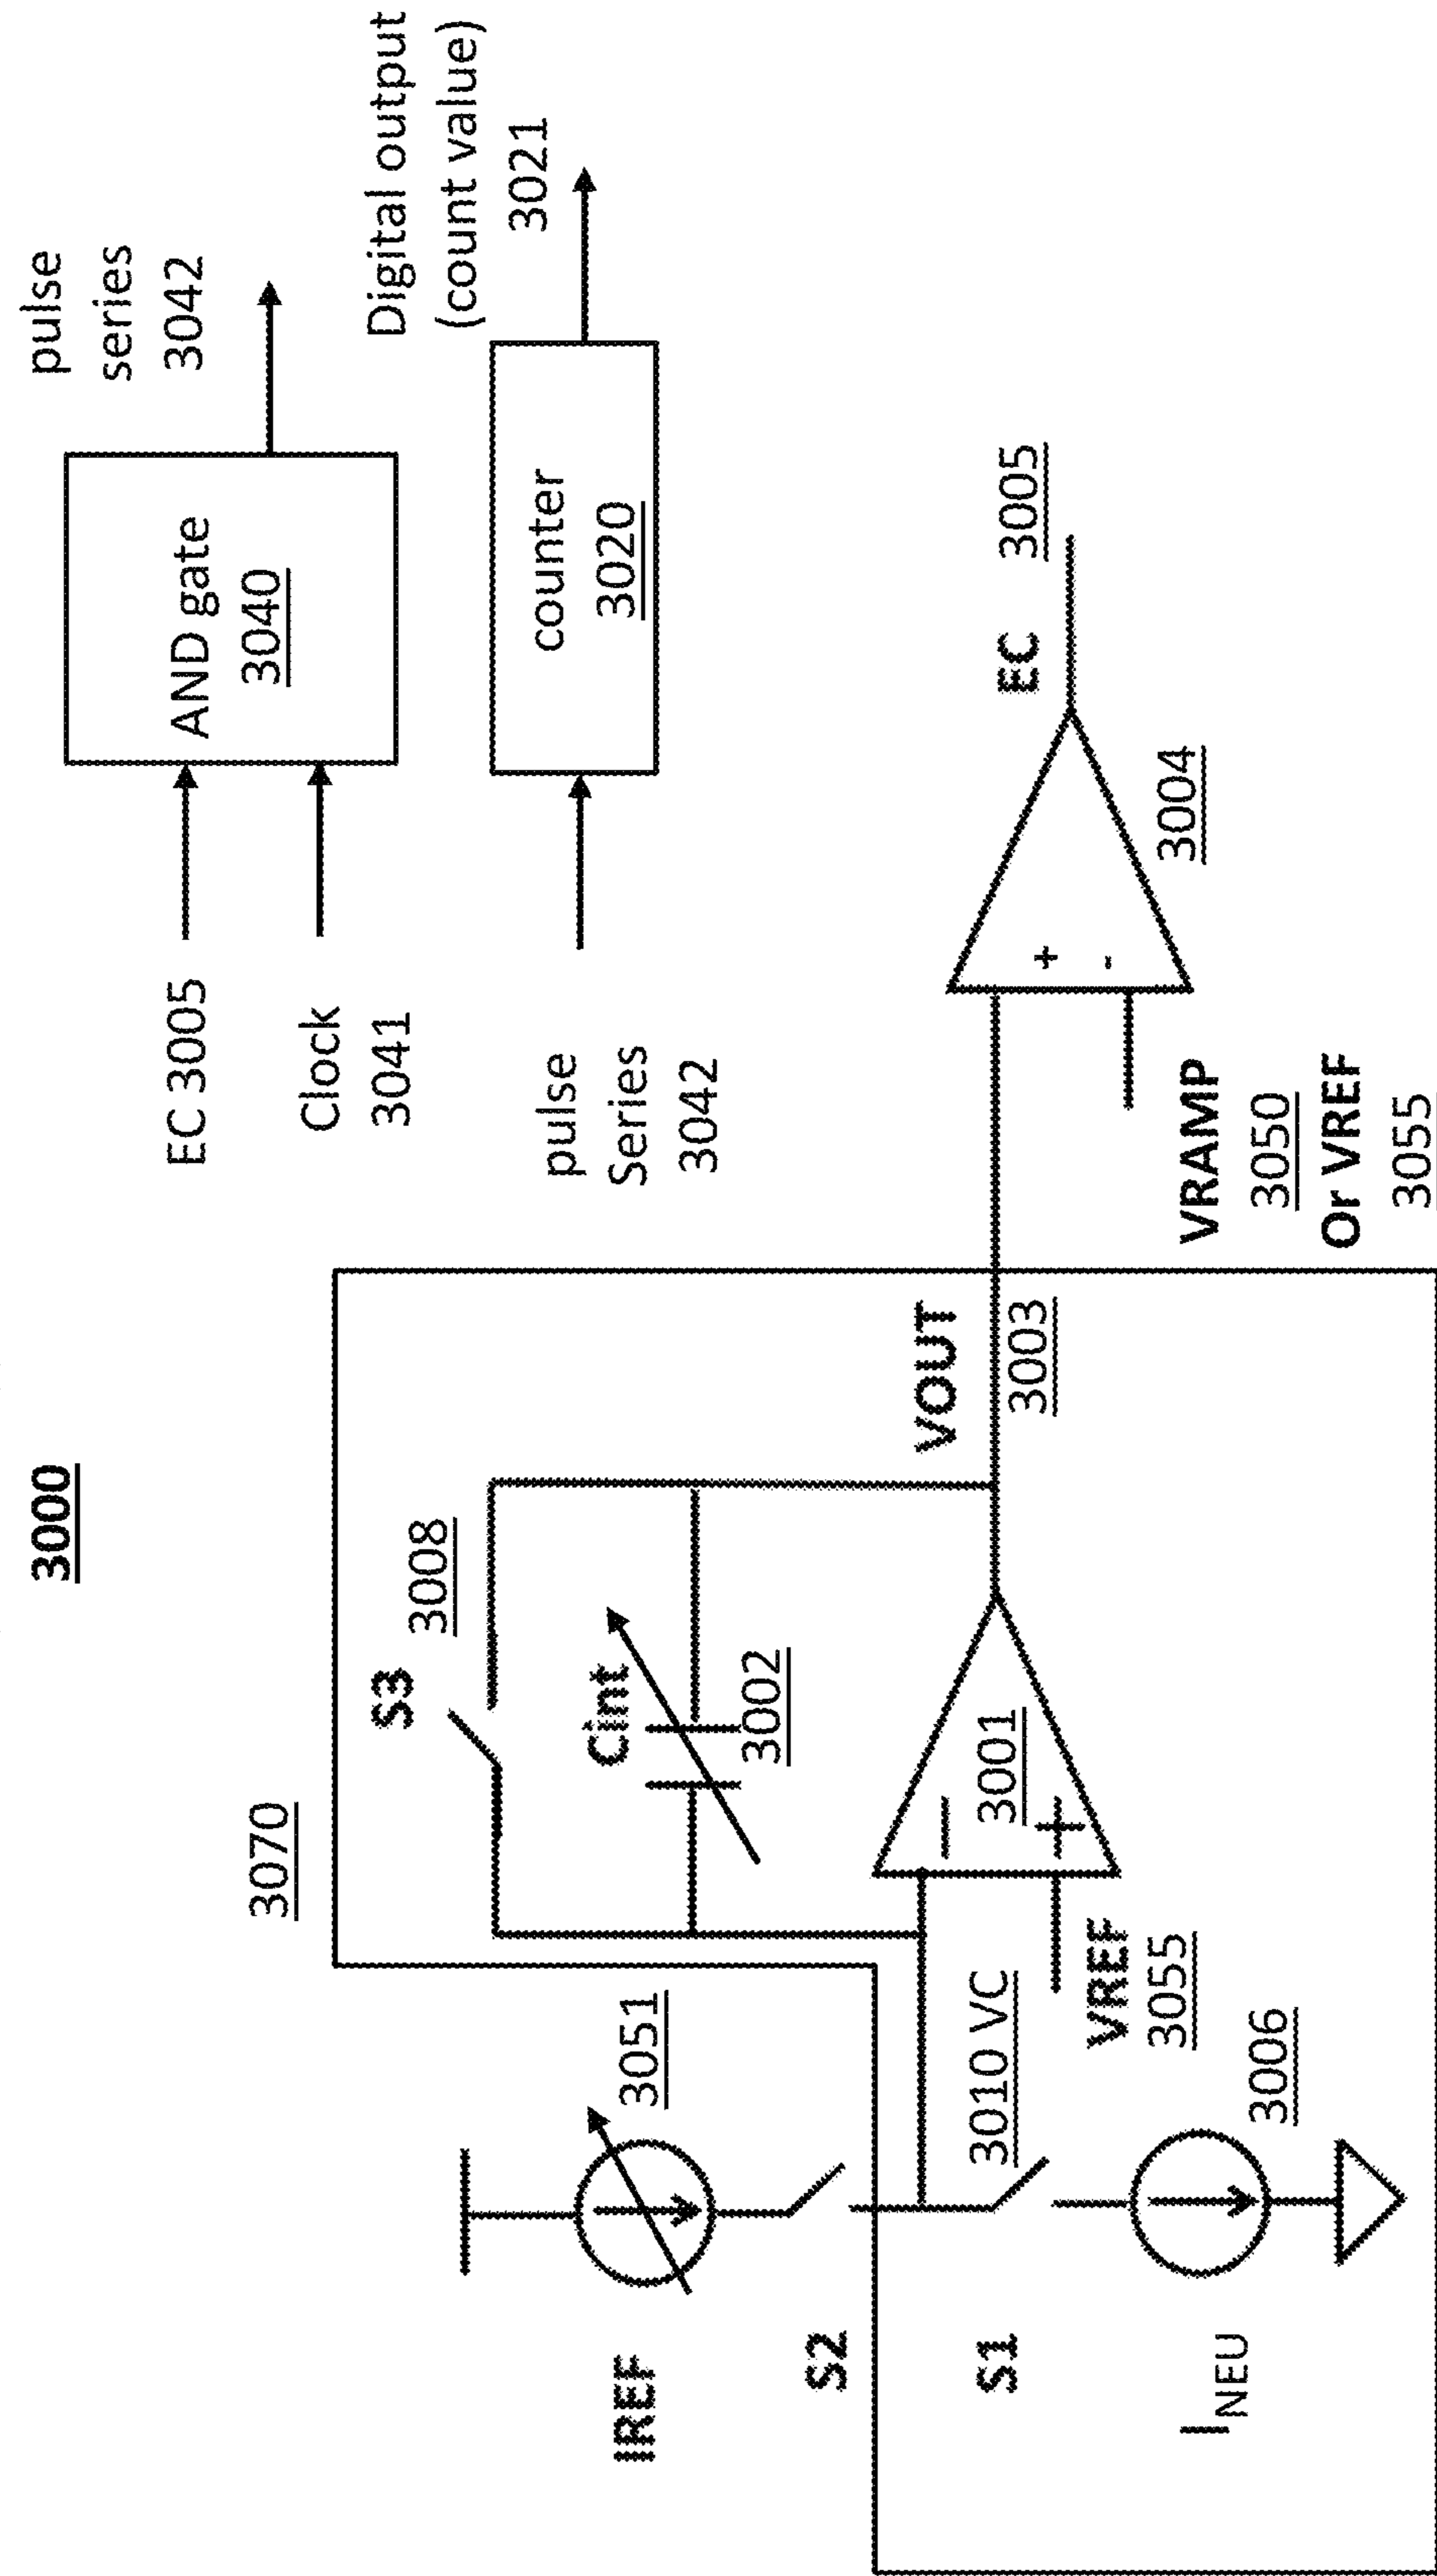 3000
3070
IREF
3051
S2
S1
I_NEU
3006
3010 VC
VREF
3055
S3
3008
Cint
3002
3001
VOUT
3003
VRAMP
3050
Or VREF
3055
+
-
3004
EC 3005
EC 3005
Clock
3041
AND gate
3040
pulse
series
3042
pulse
Series
3042
counter
3020
Digital output
(count value)
3021